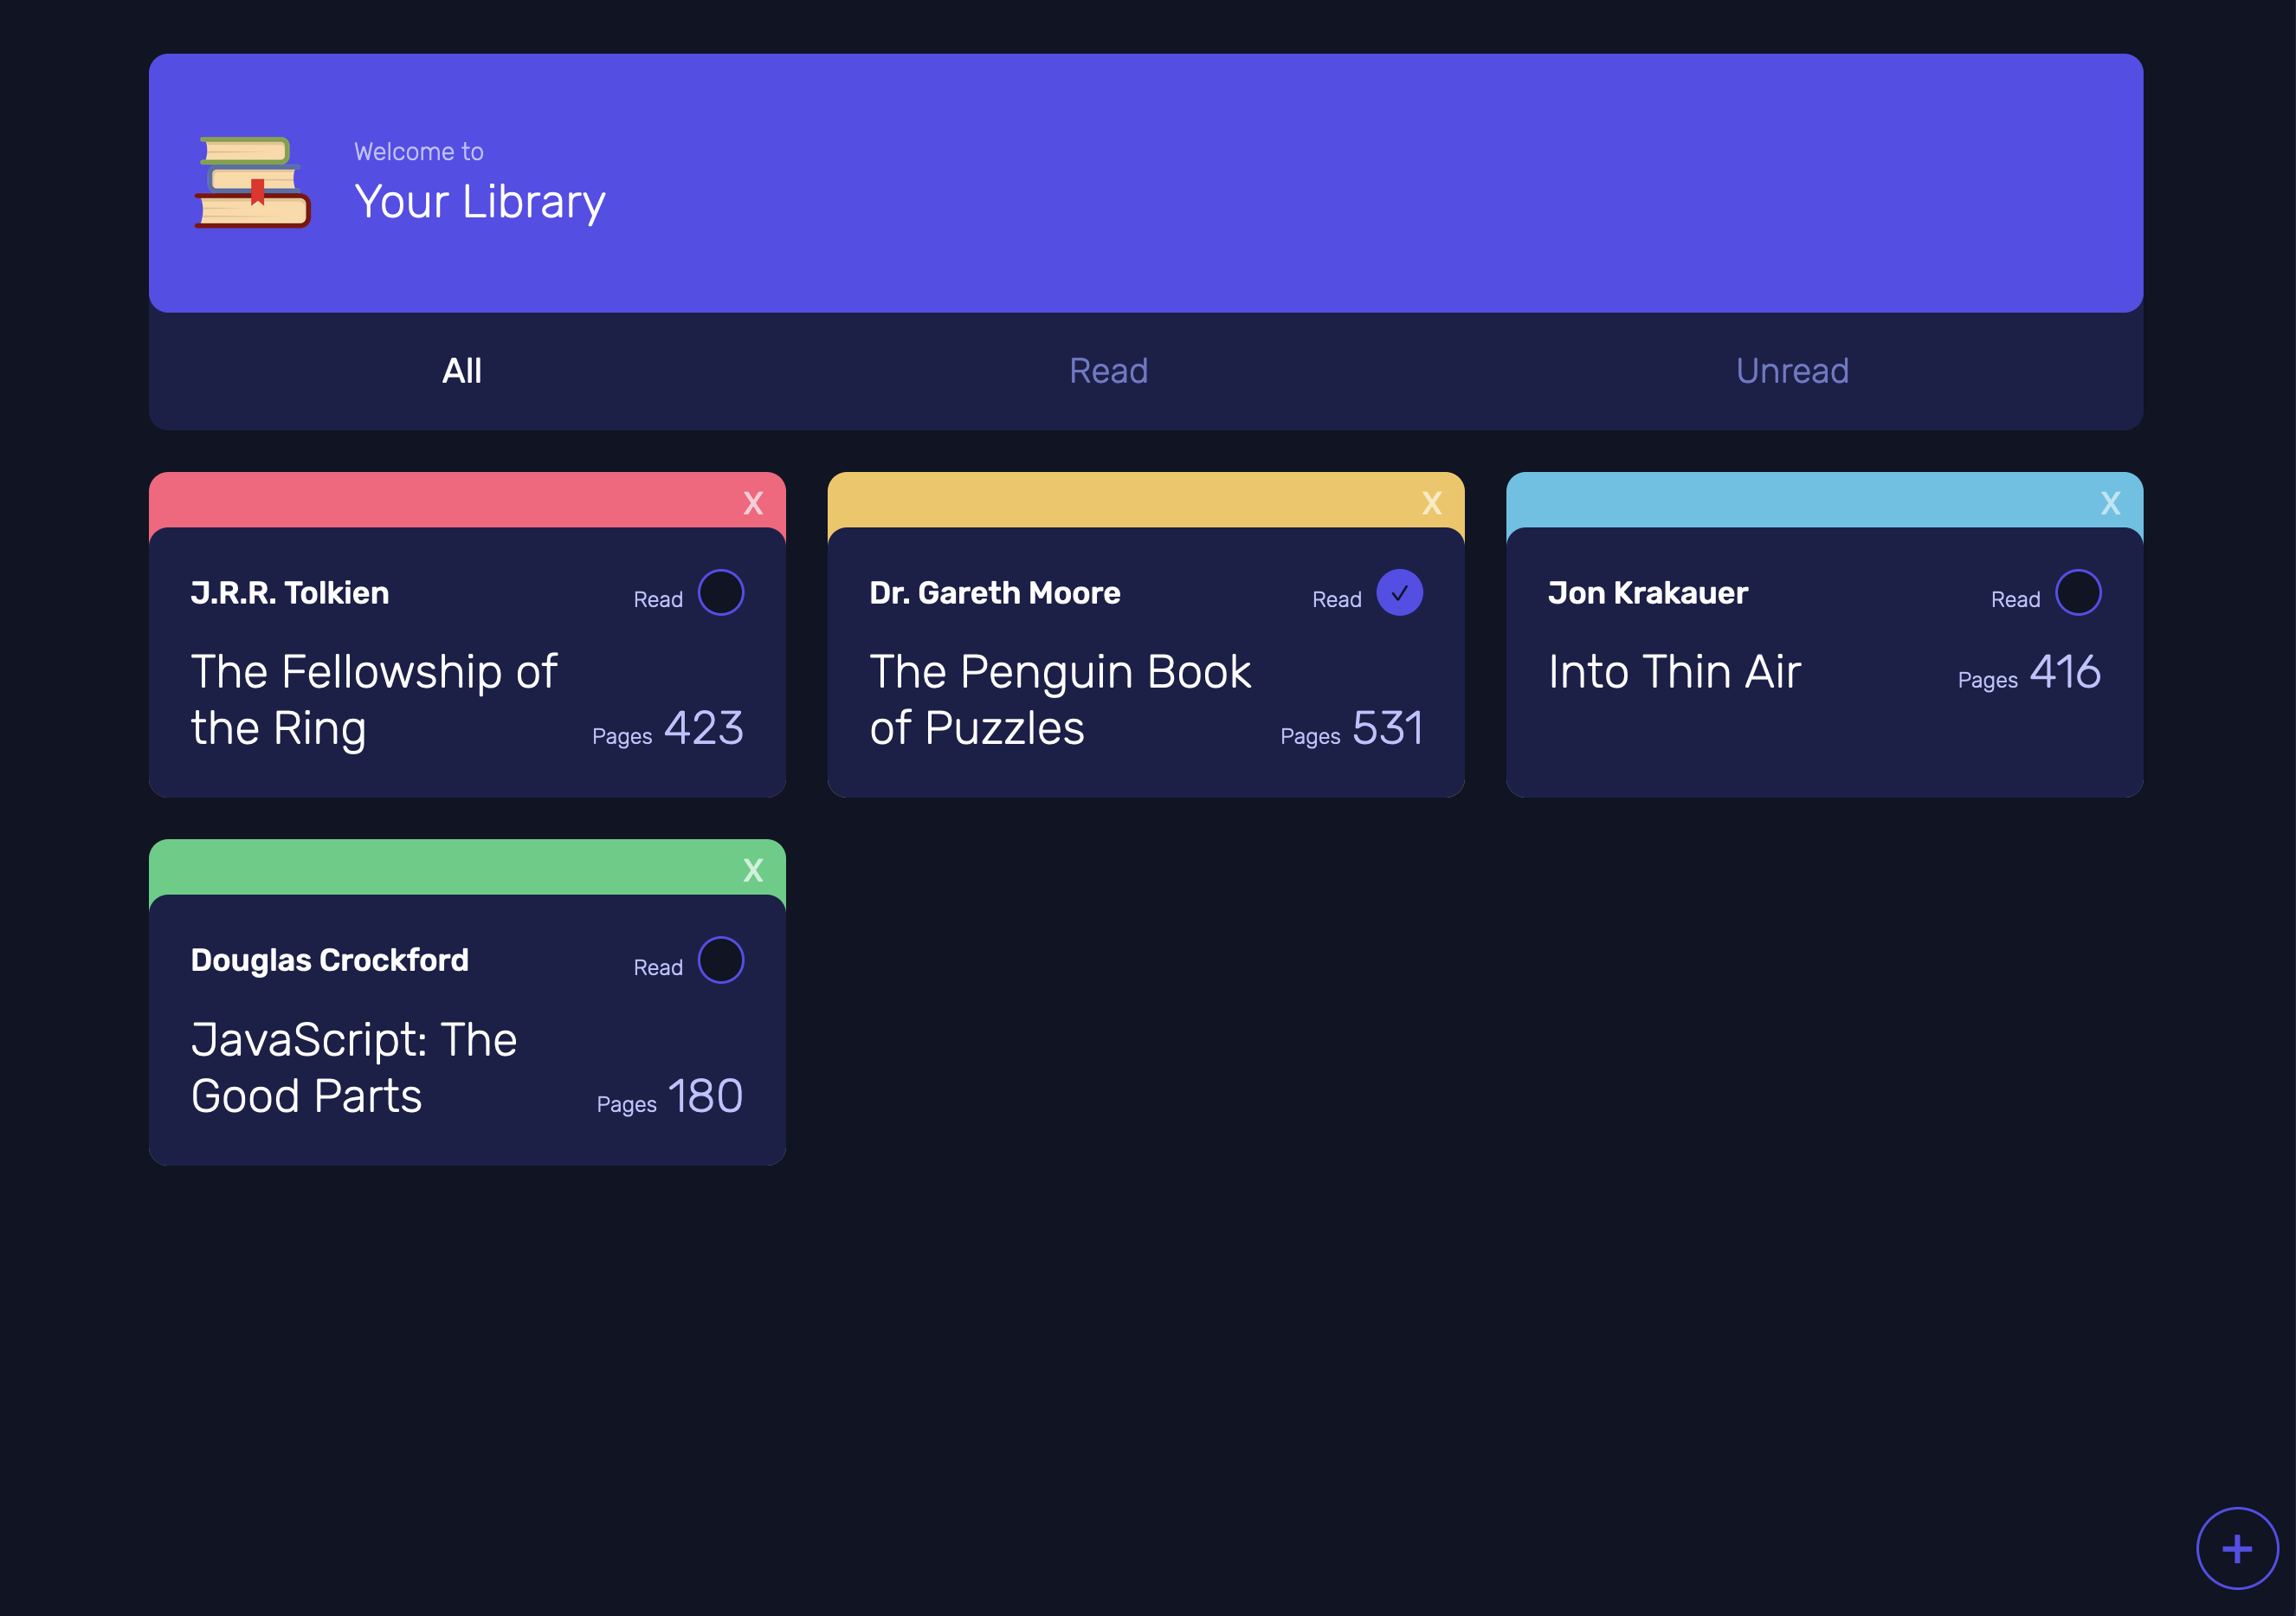 Welcome to
Your Library
All
Read
Unread
X
J.R.R. Tolkien
Read
The Fellowship of
the Ring
Pages 423
X
Dr. Gareth Moore
Read ✓
The Penguin Book
of Puzzles
Pages 531
X
Jon Krakauer
Read
Into Thin Air
Pages 416
X
Douglas Crockford
Read
JavaScript: The
Good Parts
Pages 180
+